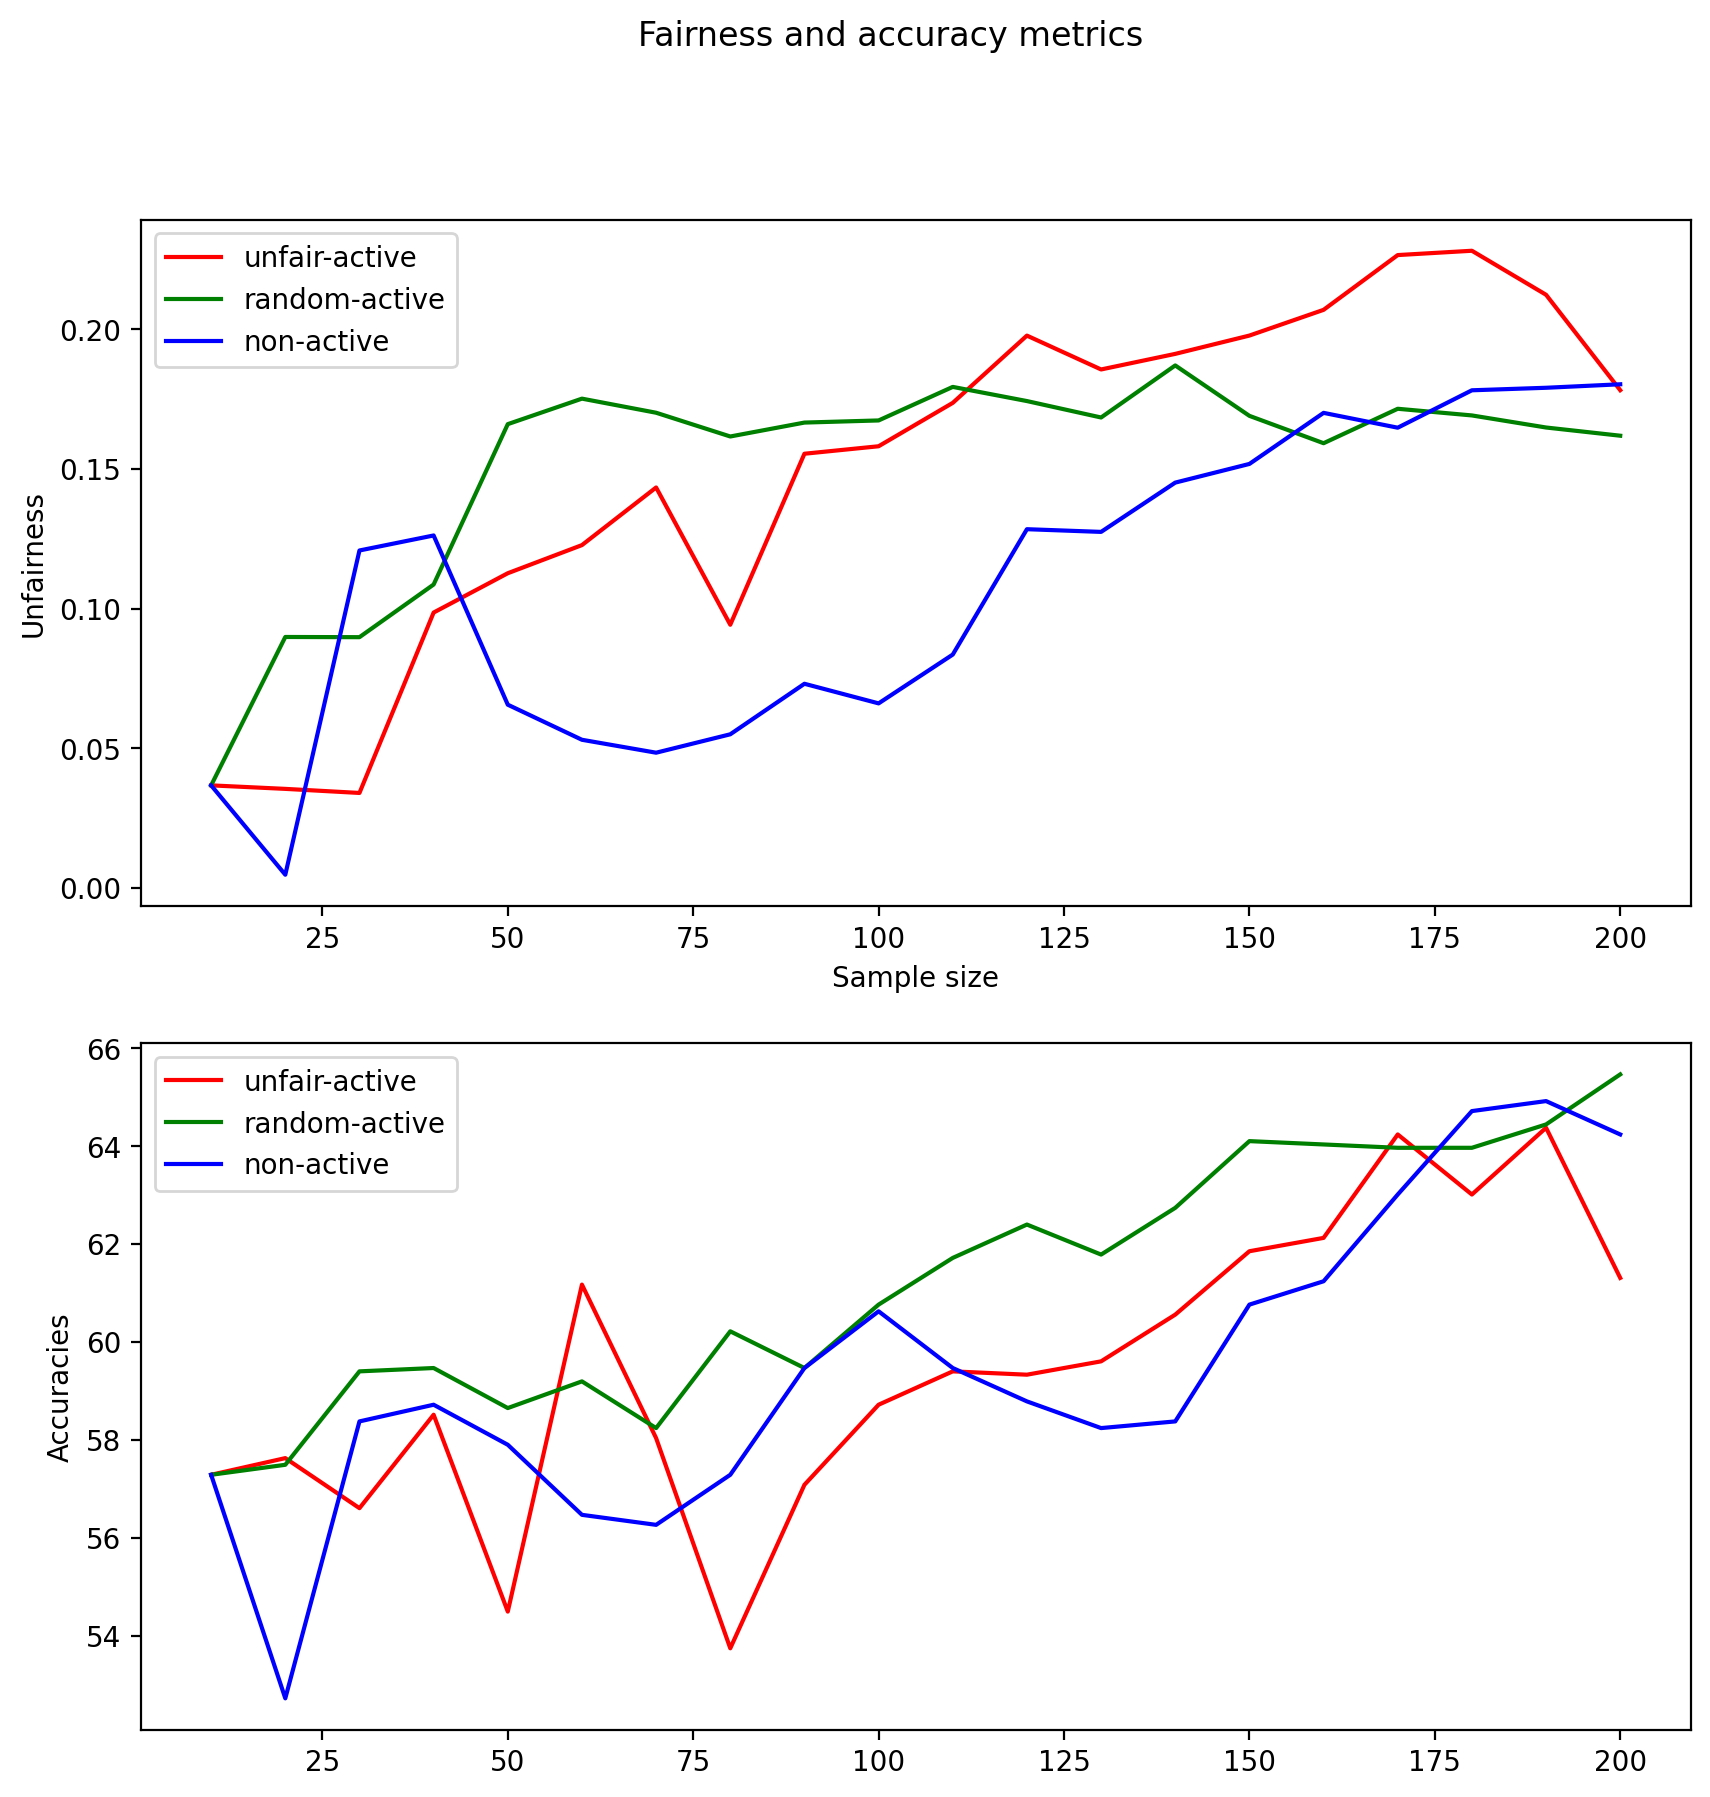 Fairness and accuracy metrics
unfair-active
random-active
non-active
0.20
0.15
0.10
0.05
0.00
Unfairness
25 50 75 100 125 150 175 200
Sample size
unfair-active
random-active
non-active
66
64
62
60
58
56
54
Accuracies
25 50 75 100 125 150 175 200